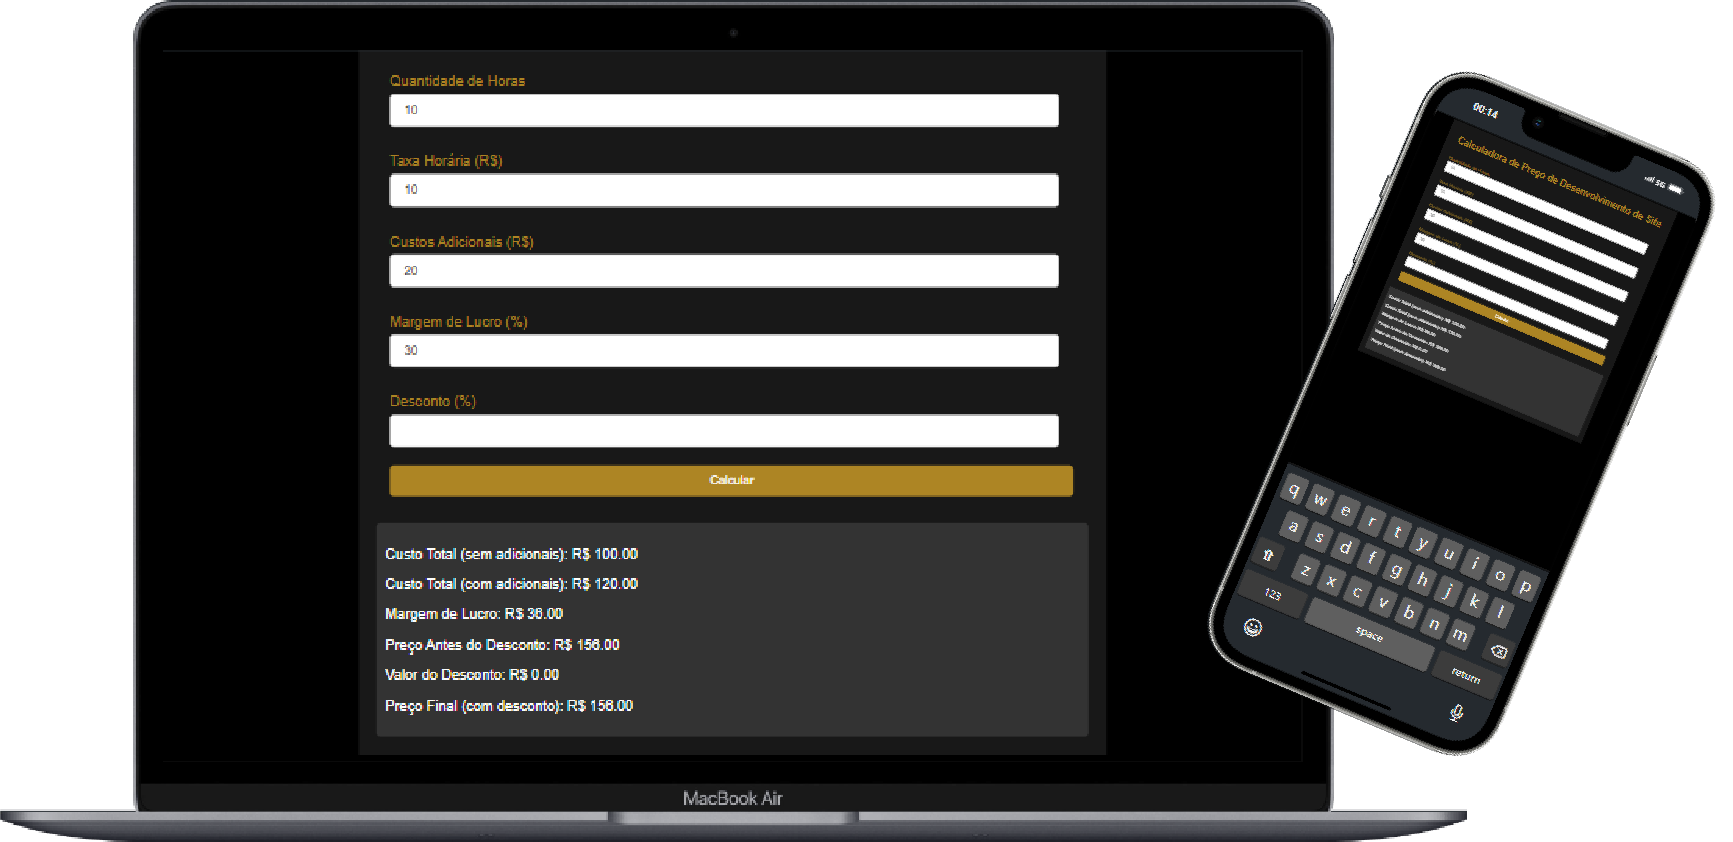 Quantidade de Horas
10
Taxa Horária (R$)
10
Custos Adicionais (R$)
20
Margem de Lucro (%)
30
Desconto (%)
Calcular
Custo Total (sem adicionais): R$ 100.00
Custo Total (com adicionais): R$ 120.00
Margem de Lucro: R$ 36.00
Preço Antes do Desconto: R$ 156.00
Valor do Desconto: R$ 0.00
Preço Final (com desconto): R$ 156.00
MacBook Air
00:14
5G
Calculadora de Preço de Desenvolvimento de Site
q w e r t y u i o p
a s d f g h j k l
z x c v b n m
123
space
return